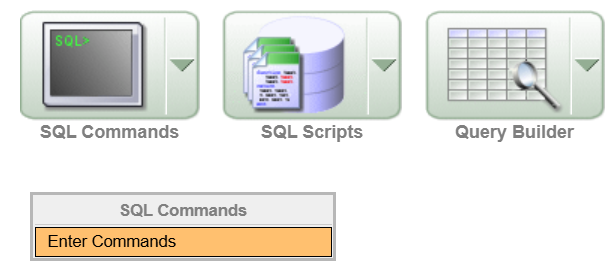 SQL>
SQL Commands
SQL Scripts
Query Builder
SQL Commands
Enter Commands